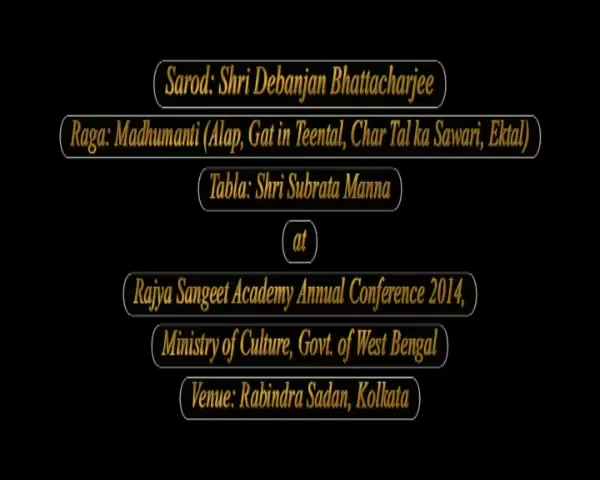 Sarod: Shri Debanjan Bhattacharjee
Raga: Madhumanti (Alap, Gat in Teental, Char Tal ka Sawari, Ektal)
Tabla: Shri Subrata Manna
at
Rajya Sangeet Academy Annual Conference 2014,
Ministry of Culture, Govt. of West Bengal
Venue: Rabindra Sadan, Kolkata